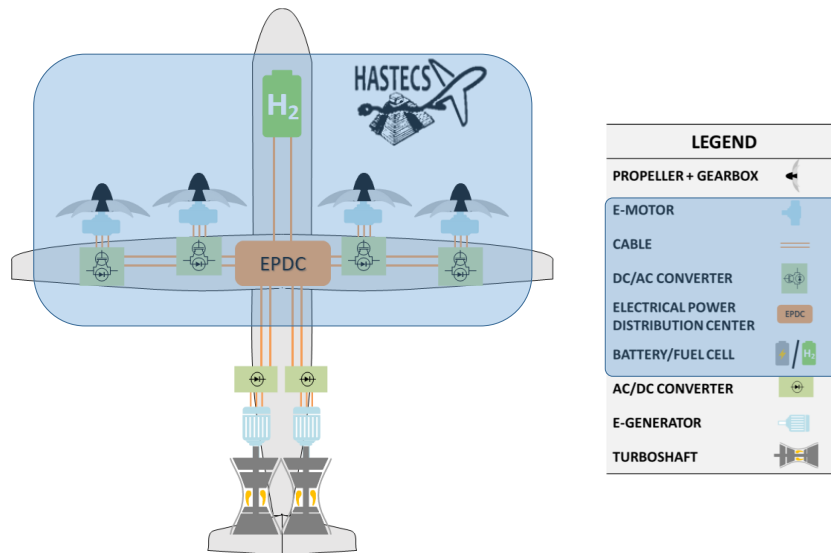 HASTECS
H2
EPDC
LEGEND
PROPELLER + GEARBOX
E-MOTOR
CABLE
DC/AC CONVERTER
ELECTRICAL POWER
DISTRIBUTION CENTER
EPDC
BATTERY/FUEL CELL
H2
AC/DC CONVERTER
E-GENERATOR
TURBOSHAFT